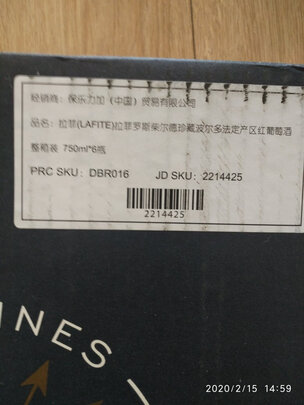 经销商：保乐力加（中国）贸易有限公司
品名：拉菲(LAFITE)拉菲罗斯柴尔德珍藏波尔多法定产区红葡萄酒
整箱装 750ml*6瓶
PRC SKU：DBR016 JD SKU：2214425
2214425
INES
2020/2/15 14:59